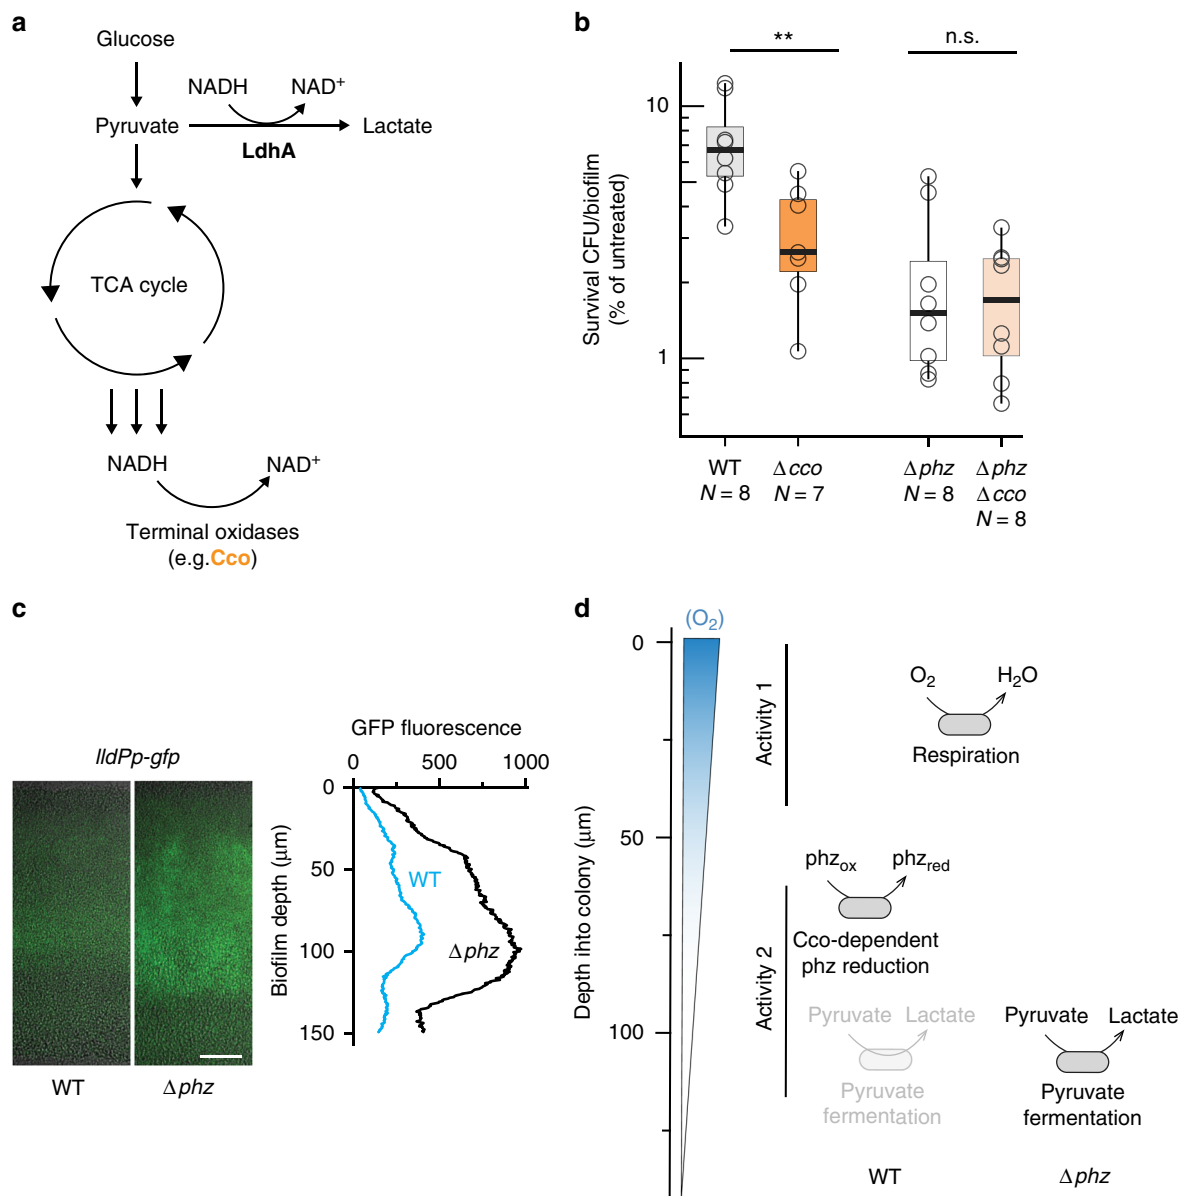 a
Glucose
NADH NAD+
Pyruvate Lactate
LdhA
TCA cycle
NADH NAD+
Terminal oxidases
(e.g.Cco)
b
** n.s.
Survival CFU/biofilm
(% of untreated)
10
1
WT Δcco Δphz Δphz
N = 8 N = 7 N = 8 Δcco
N = 8
c
lldPp-gfp
WT Δphz
GFP fluorescence
0 500 1000
Biofilm depth (μm)
0
50
100
150
WT
Δphz
d
(O2)
Depth ihto colony (μm)
0
50
100
Activity 1
O2 H2O
Respiration
Activity 2
phzox phzred
Cco-dependent
phz reduction
Pyruvate Lactate Pyruvate Lactate
Pyruvate Pyruvate
fermentation fermentation
WT Δphz